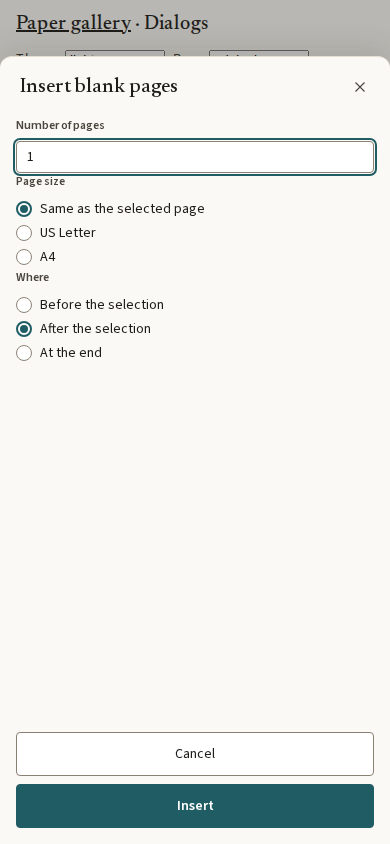 Paper gallery · Dialogs
Insert blank pages
Number of pages
1
Page size
Same as the selected page
US Letter
A4
Where
Before the selection
After the selection
At the end
Cancel
Insert